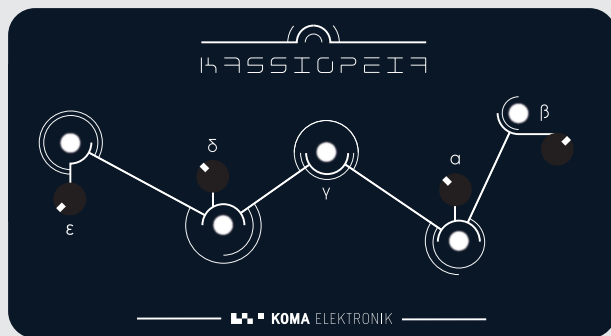 KASSIOPEIA
β
δ
α
γ
ε
KOMA ELEKTRONIK